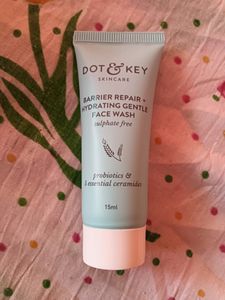 DOT & KEY
SKINCARE
BARRIER REPAIR +
HYDRATING GENTLE
FACE WASH
sulphate free
probiotics &
5 essential ceramides
15ml